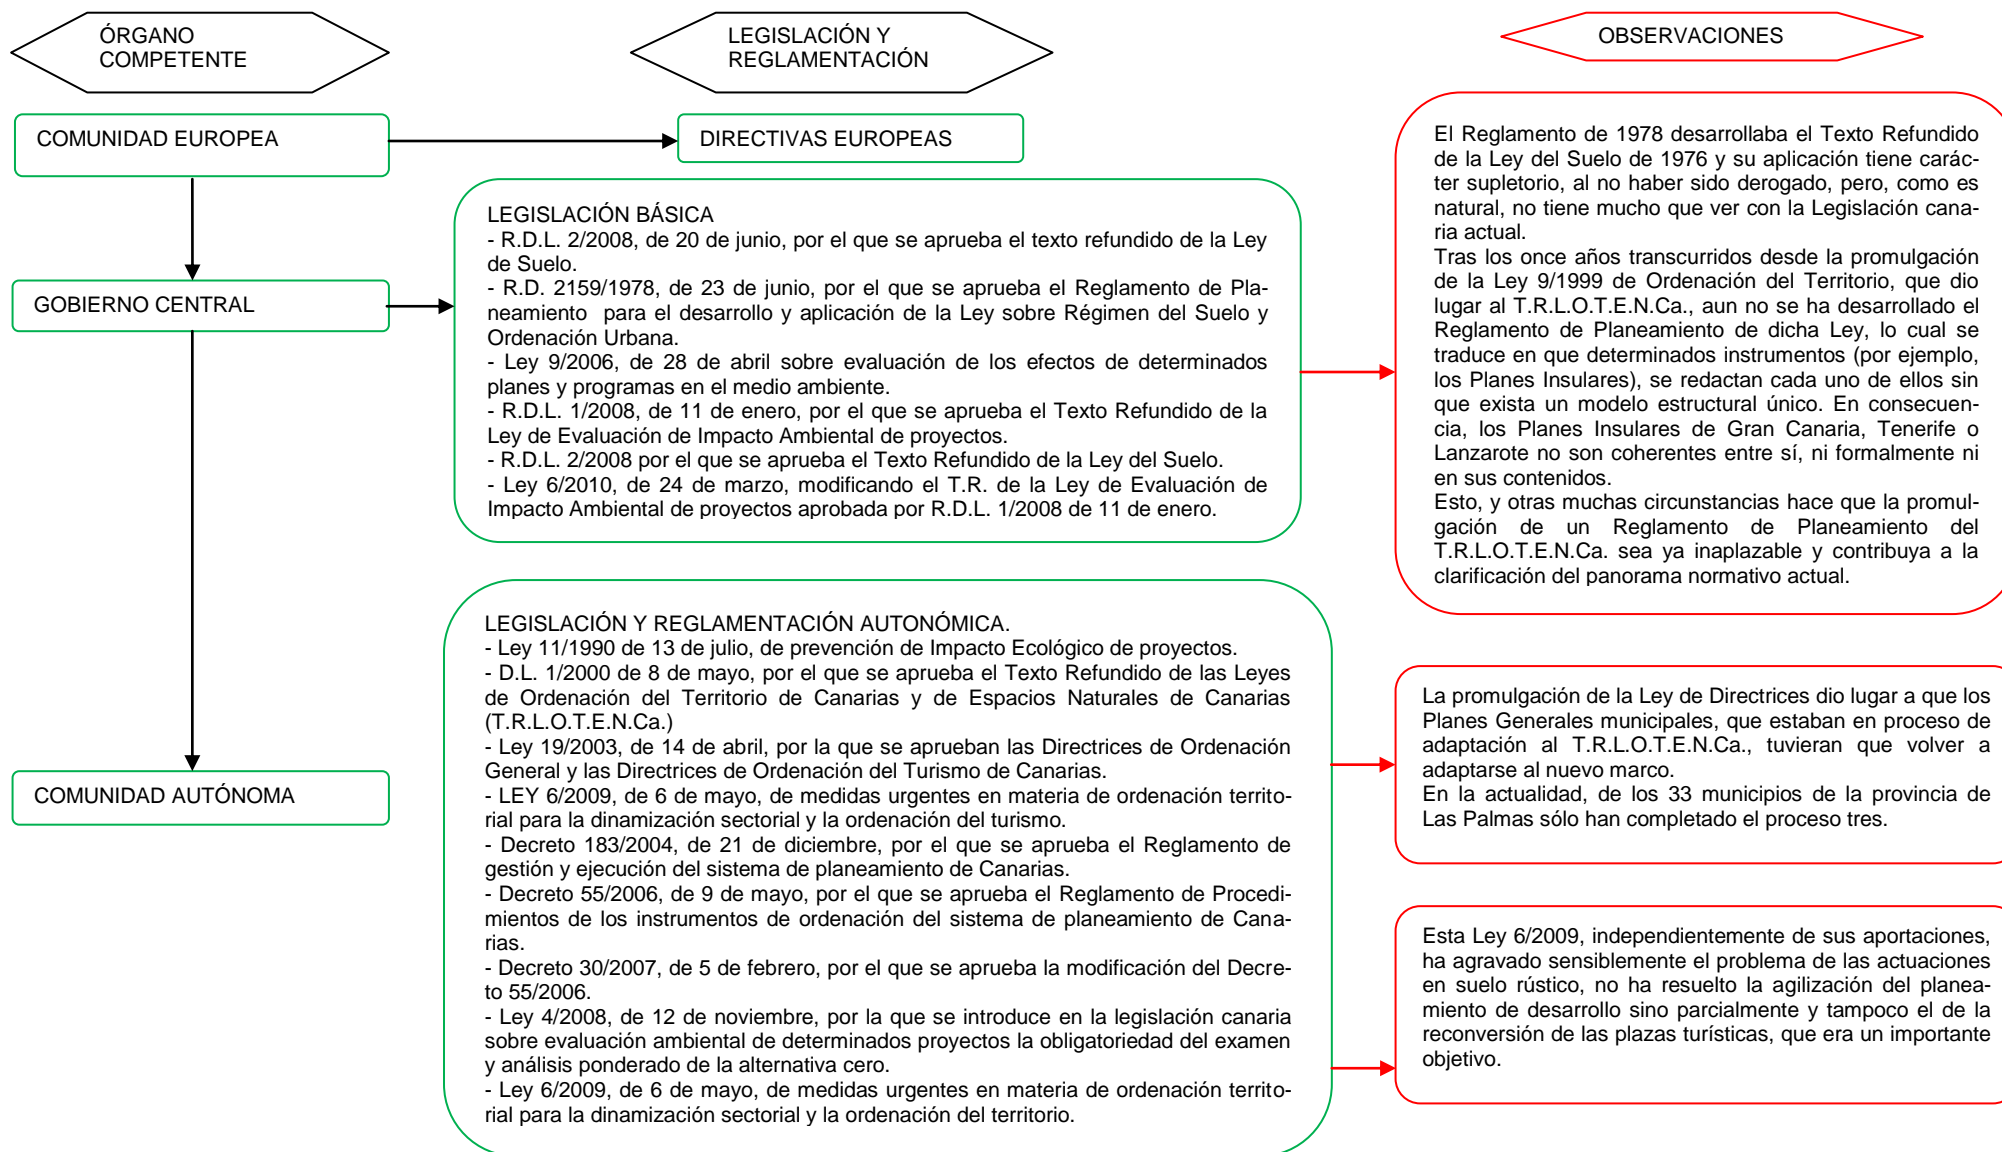 ÓRGANO
COMPETENTE
LEGISLACIÓN Y
REGLAMENTACIÓN
OBSERVACIONES
COMUNIDAD EUROPEA
DIRECTIVAS EUROPEAS
GOBIERNO CENTRAL
LEGISLACIÓN BÁSICA
- R.D.L. 2/2008, de 20 de junio, por el que se aprueba el texto refundido de la Ley
de Suelo.
- R.D. 2159/1978, de 23 de junio, por el que se aprueba el Reglamento de Pla-
neamiento para el desarrollo y aplicación de la Ley sobre Régimen del Suelo y
Ordenación Urbana.
- Ley 9/2006, de 28 de abril sobre evaluación de los efectos de determinados
planes y programas en el medio ambiente.
- R.D.L. 1/2008, de 11 de enero, por el que se aprueba el Texto Refundido de la
Ley de Evaluación de Impacto Ambiental de proyectos.
- R.D.L. 2/2008 por el que se aprueba el Texto Refundido de la Ley del Suelo.
- Ley 6/2010, de 24 de marzo, modificando el T.R. de la Ley de Evaluación de
Impacto Ambiental de proyectos aprobada por R.D.L. 1/2008 de 11 de enero.
El Reglamento de 1978 desarrollaba el Texto Refundido
de la Ley del Suelo de 1976 y su aplicación tiene carác-
ter supletorio, al no haber sido derogado, pero, como es
natural, no tiene mucho que ver con la Legislación cana-
ria actual.
Tras los once años transcurridos desde la promulgación
de la Ley 9/1999 de Ordenación del Territorio, que dio
lugar al T.R.L.O.T.E.N.Ca., aun no se ha desarrollado el
Reglamento de Planeamiento de dicha Ley, lo cual se
traduce en que determinados instrumentos (por ejemplo,
los Planes Insulares), se redactan cada uno de ellos sin
que exista un modelo estructural único. En consecuen-
cia, los Planes Insulares de Gran Canaria, Tenerife o
Lanzarote no son coherentes entre sí, ni formalmente ni
en sus contenidos.
Esto, y otras muchas circunstancias hace que la promul-
gación de un Reglamento de Planeamiento del
T.R.L.O.T.E.N.Ca. sea ya inaplazable y contribuya a la
clarificación del panorama normativo actual.
COMUNIDAD AUTÓNOMA
LEGISLACIÓN Y REGLAMENTACIÓN AUTONÓMICA.
- Ley 11/1990 de 13 de julio, de prevención de Impacto Ecológico de proyectos.
- D.L. 1/2000 de 8 de mayo, por el que se aprueba el Texto Refundido de las Leyes
de Ordenación del Territorio de Canarias y de Espacios Naturales de Canarias
(T.R.L.O.T.E.N.Ca.)
- Ley 19/2003, de 14 de abril, por la que se aprueban las Directrices de Ordenación
General y las Directrices de Ordenación del Turismo de Canarias.
- LEY 6/2009, de 6 de mayo, de medidas urgentes en materia de ordenación territo-
rial para la dinamización sectorial y la ordenación del turismo.
- Decreto 183/2004, de 21 de diciembre, por el que se aprueba el Reglamento de
gestión y ejecución del sistema de planeamiento de Canarias.
- Decreto 55/2006, de 9 de mayo, por el que se aprueba el Reglamento de Procedi-
mientos de los instrumentos de ordenación del sistema de planeamiento de Cana-
rias.
- Decreto 30/2007, de 5 de febrero, por el que se aprueba la modificación del Decre-
to 55/2006.
- Ley 4/2008, de 12 de noviembre, por la que se introduce en la legislación canaria
sobre evaluación ambiental de determinados proyectos la obligatoriedad del examen
y análisis ponderado de la alternativa cero.
- Ley 6/2009, de 6 de mayo, de medidas urgentes en materia de ordenación territo-
rial para la dinamización sectorial y la ordenación del territorio.
La promulgación de la Ley de Directrices dio lugar a que los
Planes Generales municipales, que estaban en proceso de
adaptación al T.R.L.O.T.E.N.Ca., tuvieran que volver a
adaptarse al nuevo marco.
En la actualidad, de los 33 municipios de la provincia de
Las Palmas sólo han completado el proceso tres.
Esta Ley 6/2009, independientemente de sus aportaciones,
ha agravado sensiblemente el problema de las actuaciones
en suelo rústico, no ha resuelto la agilización del planea-
miento de desarrollo sino parcialmente y tampoco el de la
reconversión de las plazas turísticas, que era un importante
objetivo.